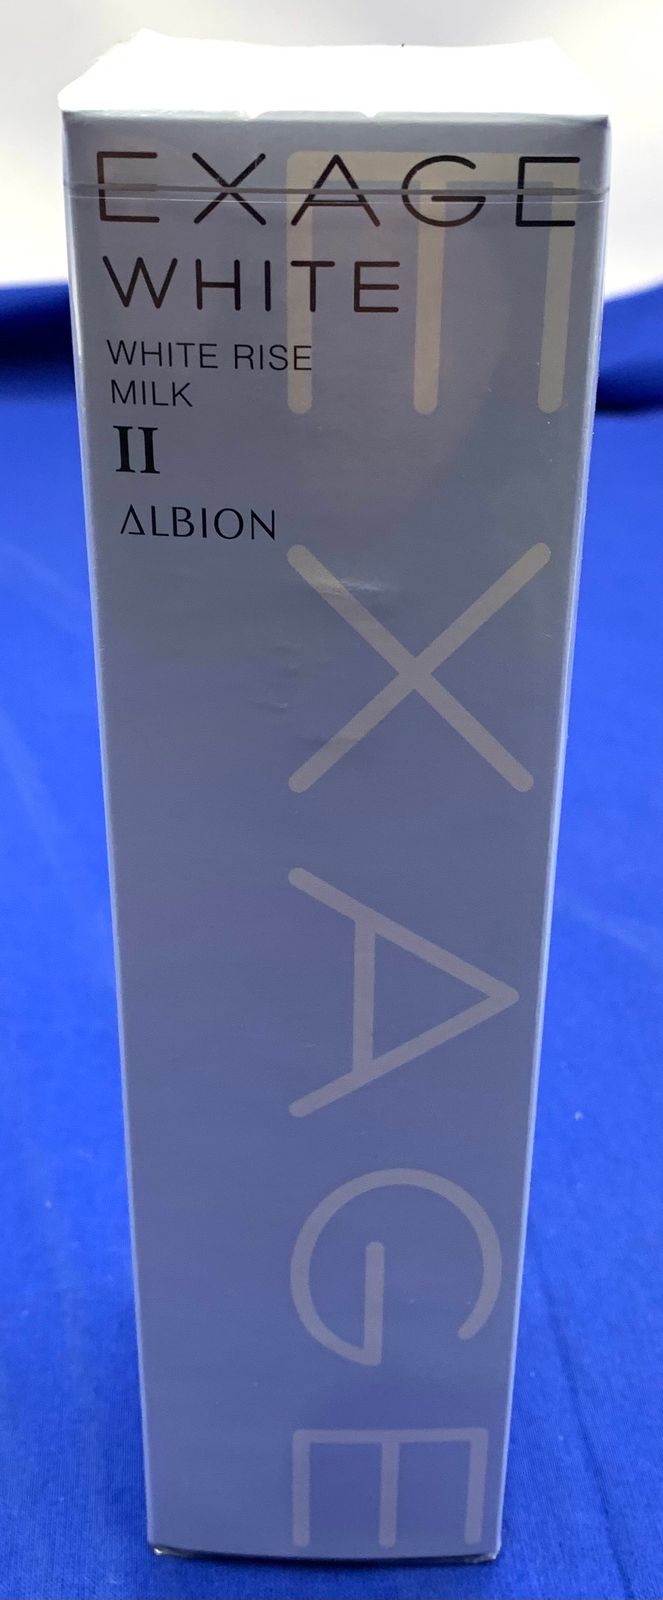 EXAGE
WHITE
WHITE RISE
MILK
II
ALBION
EXAGE